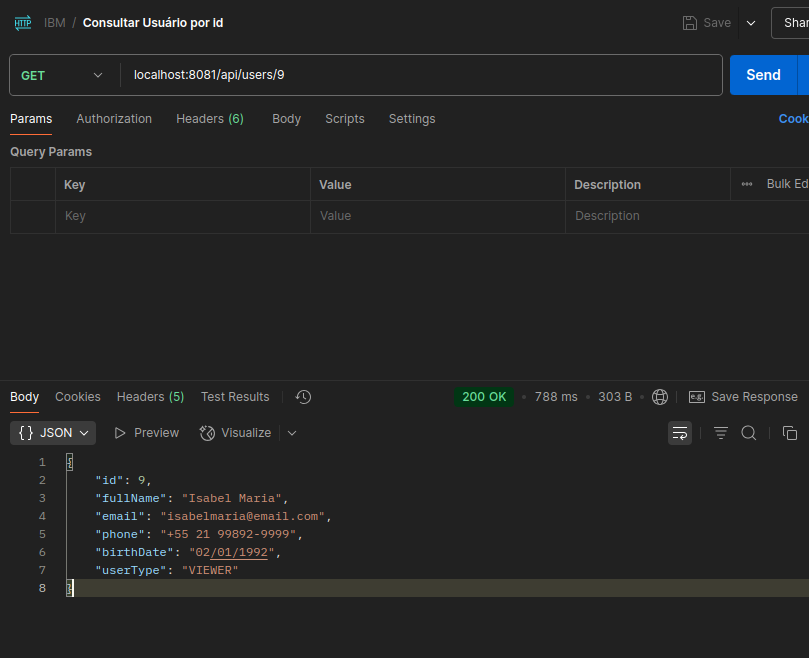 HTTP IBM / Consultar Usuário por id Save Shar
GET localhost:8081/api/users/9 Send
Params Authorization Headers (6) Body Scripts Settings Cook
Query Params
Key Value Description Bulk Ed
Key Value Description
Body Cookies Headers (5) Test Results 200 OK • 788 ms • 303 B • e.g. Save Response
{} JSON Preview Visualize
1 {
2 "id": 9,
3 "fullName": "Isabel Maria",
4 "email": "isabelmaria@email.com",
5 "phone": "+55 21 99892-9999",
6 "birthDate": "02/01/1992",
7 "userType": "VIEWER"
8 }